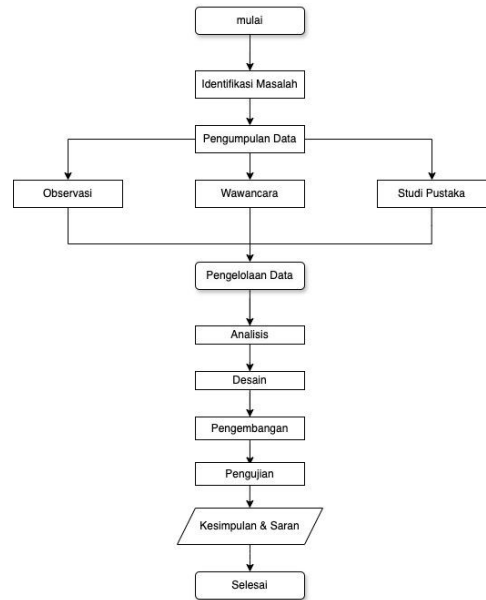 mulai
Identifikasi Masalah
Pengumpulan Data
Observasi
Wawancara
Studi Pustaka
Pengelolaan Data
Analisis
Desain
Pengembangan
Pengujian
Kesimpulan & Saran
Selesai